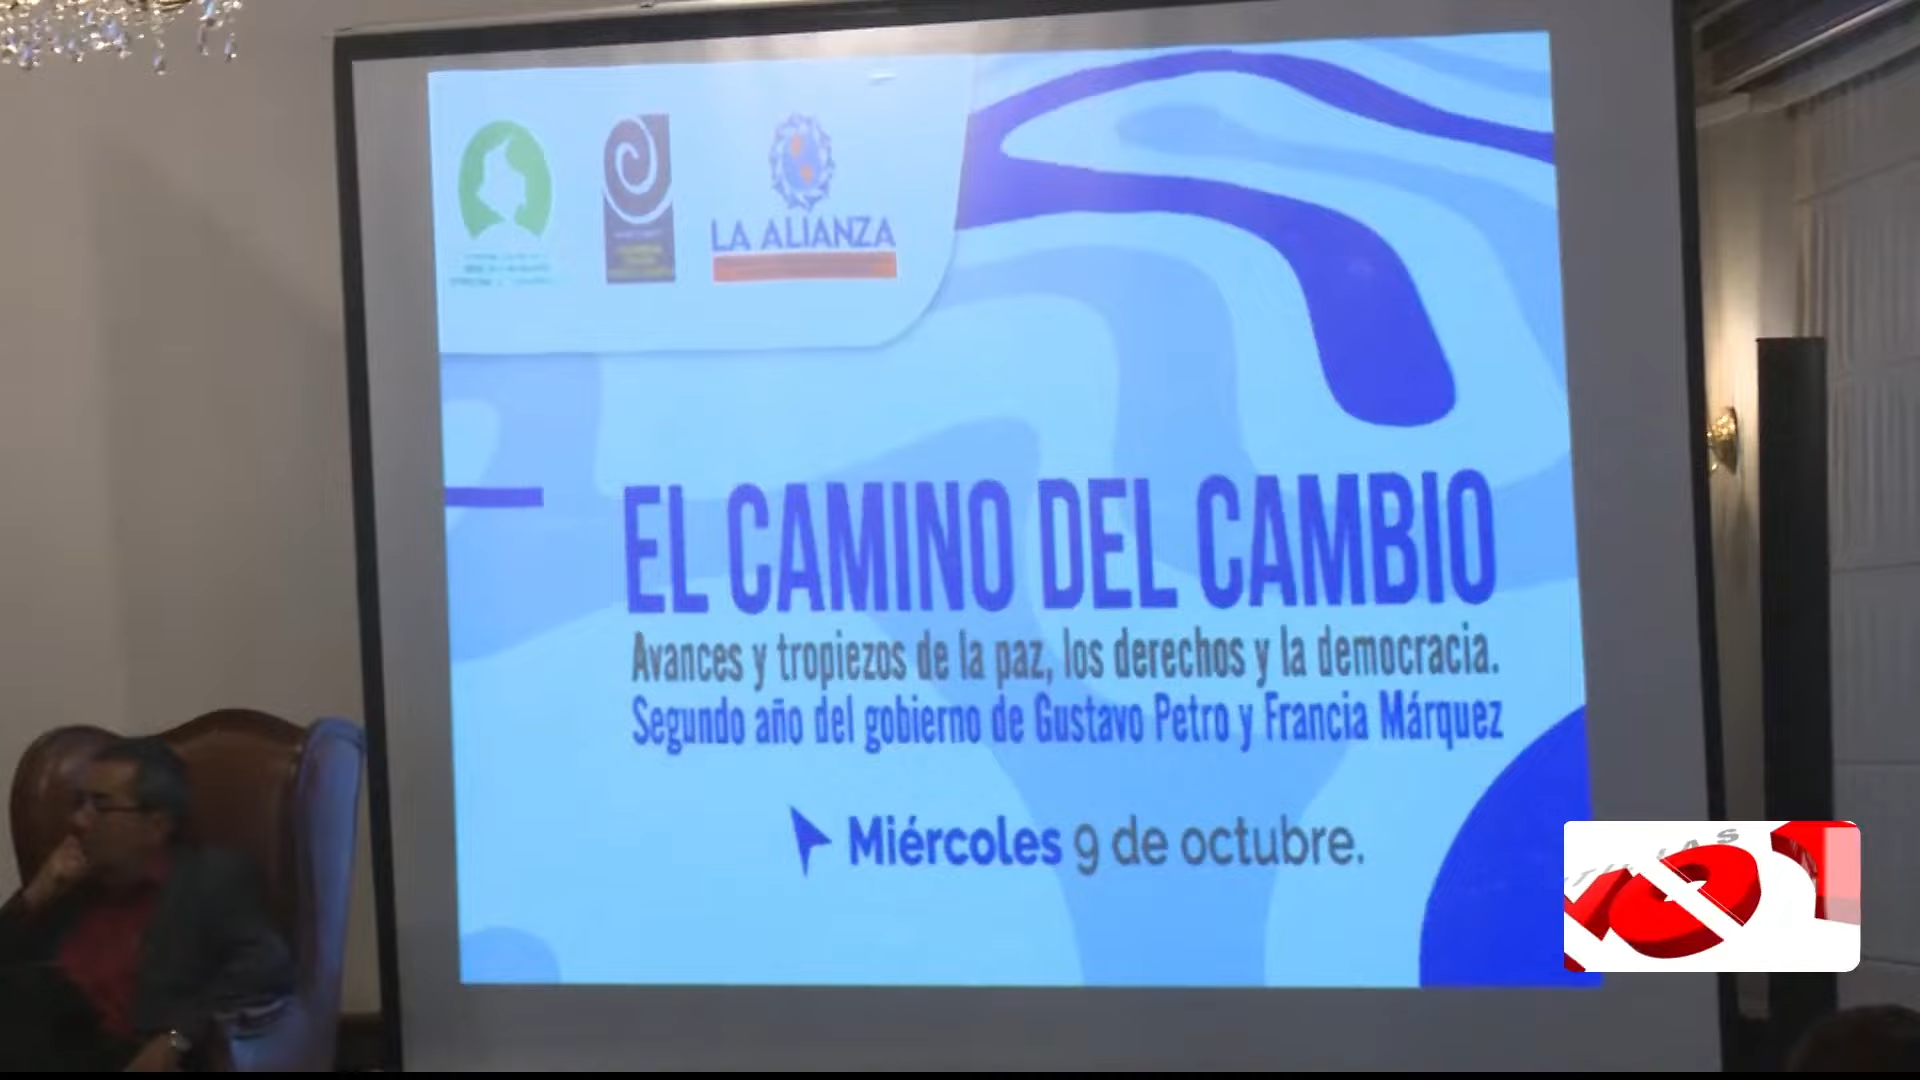 LA ALIANZA
EL CAMINO DEL CAMBIO
Avances y tropiezos de la paz, los derechos y la democracia.
Segundo año del gobierno de Gustavo Petro y Francia Márquez
Miércoles 9 de octubre.